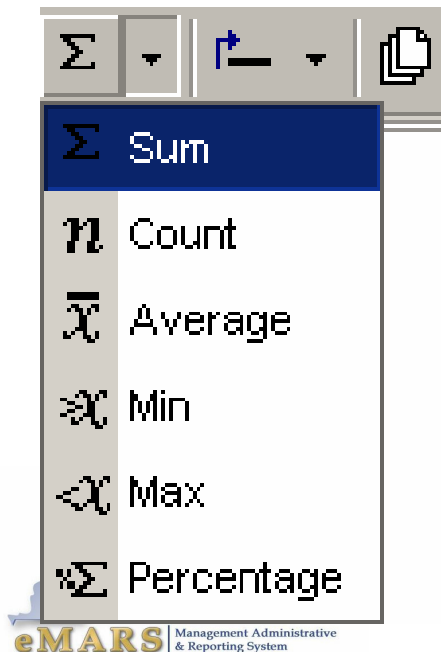 Σ
Σ Sum
n Count
x̅ Average
≥x Min
<x Max
%Σ Percentage
eMARS Management Administrative
& Reporting System